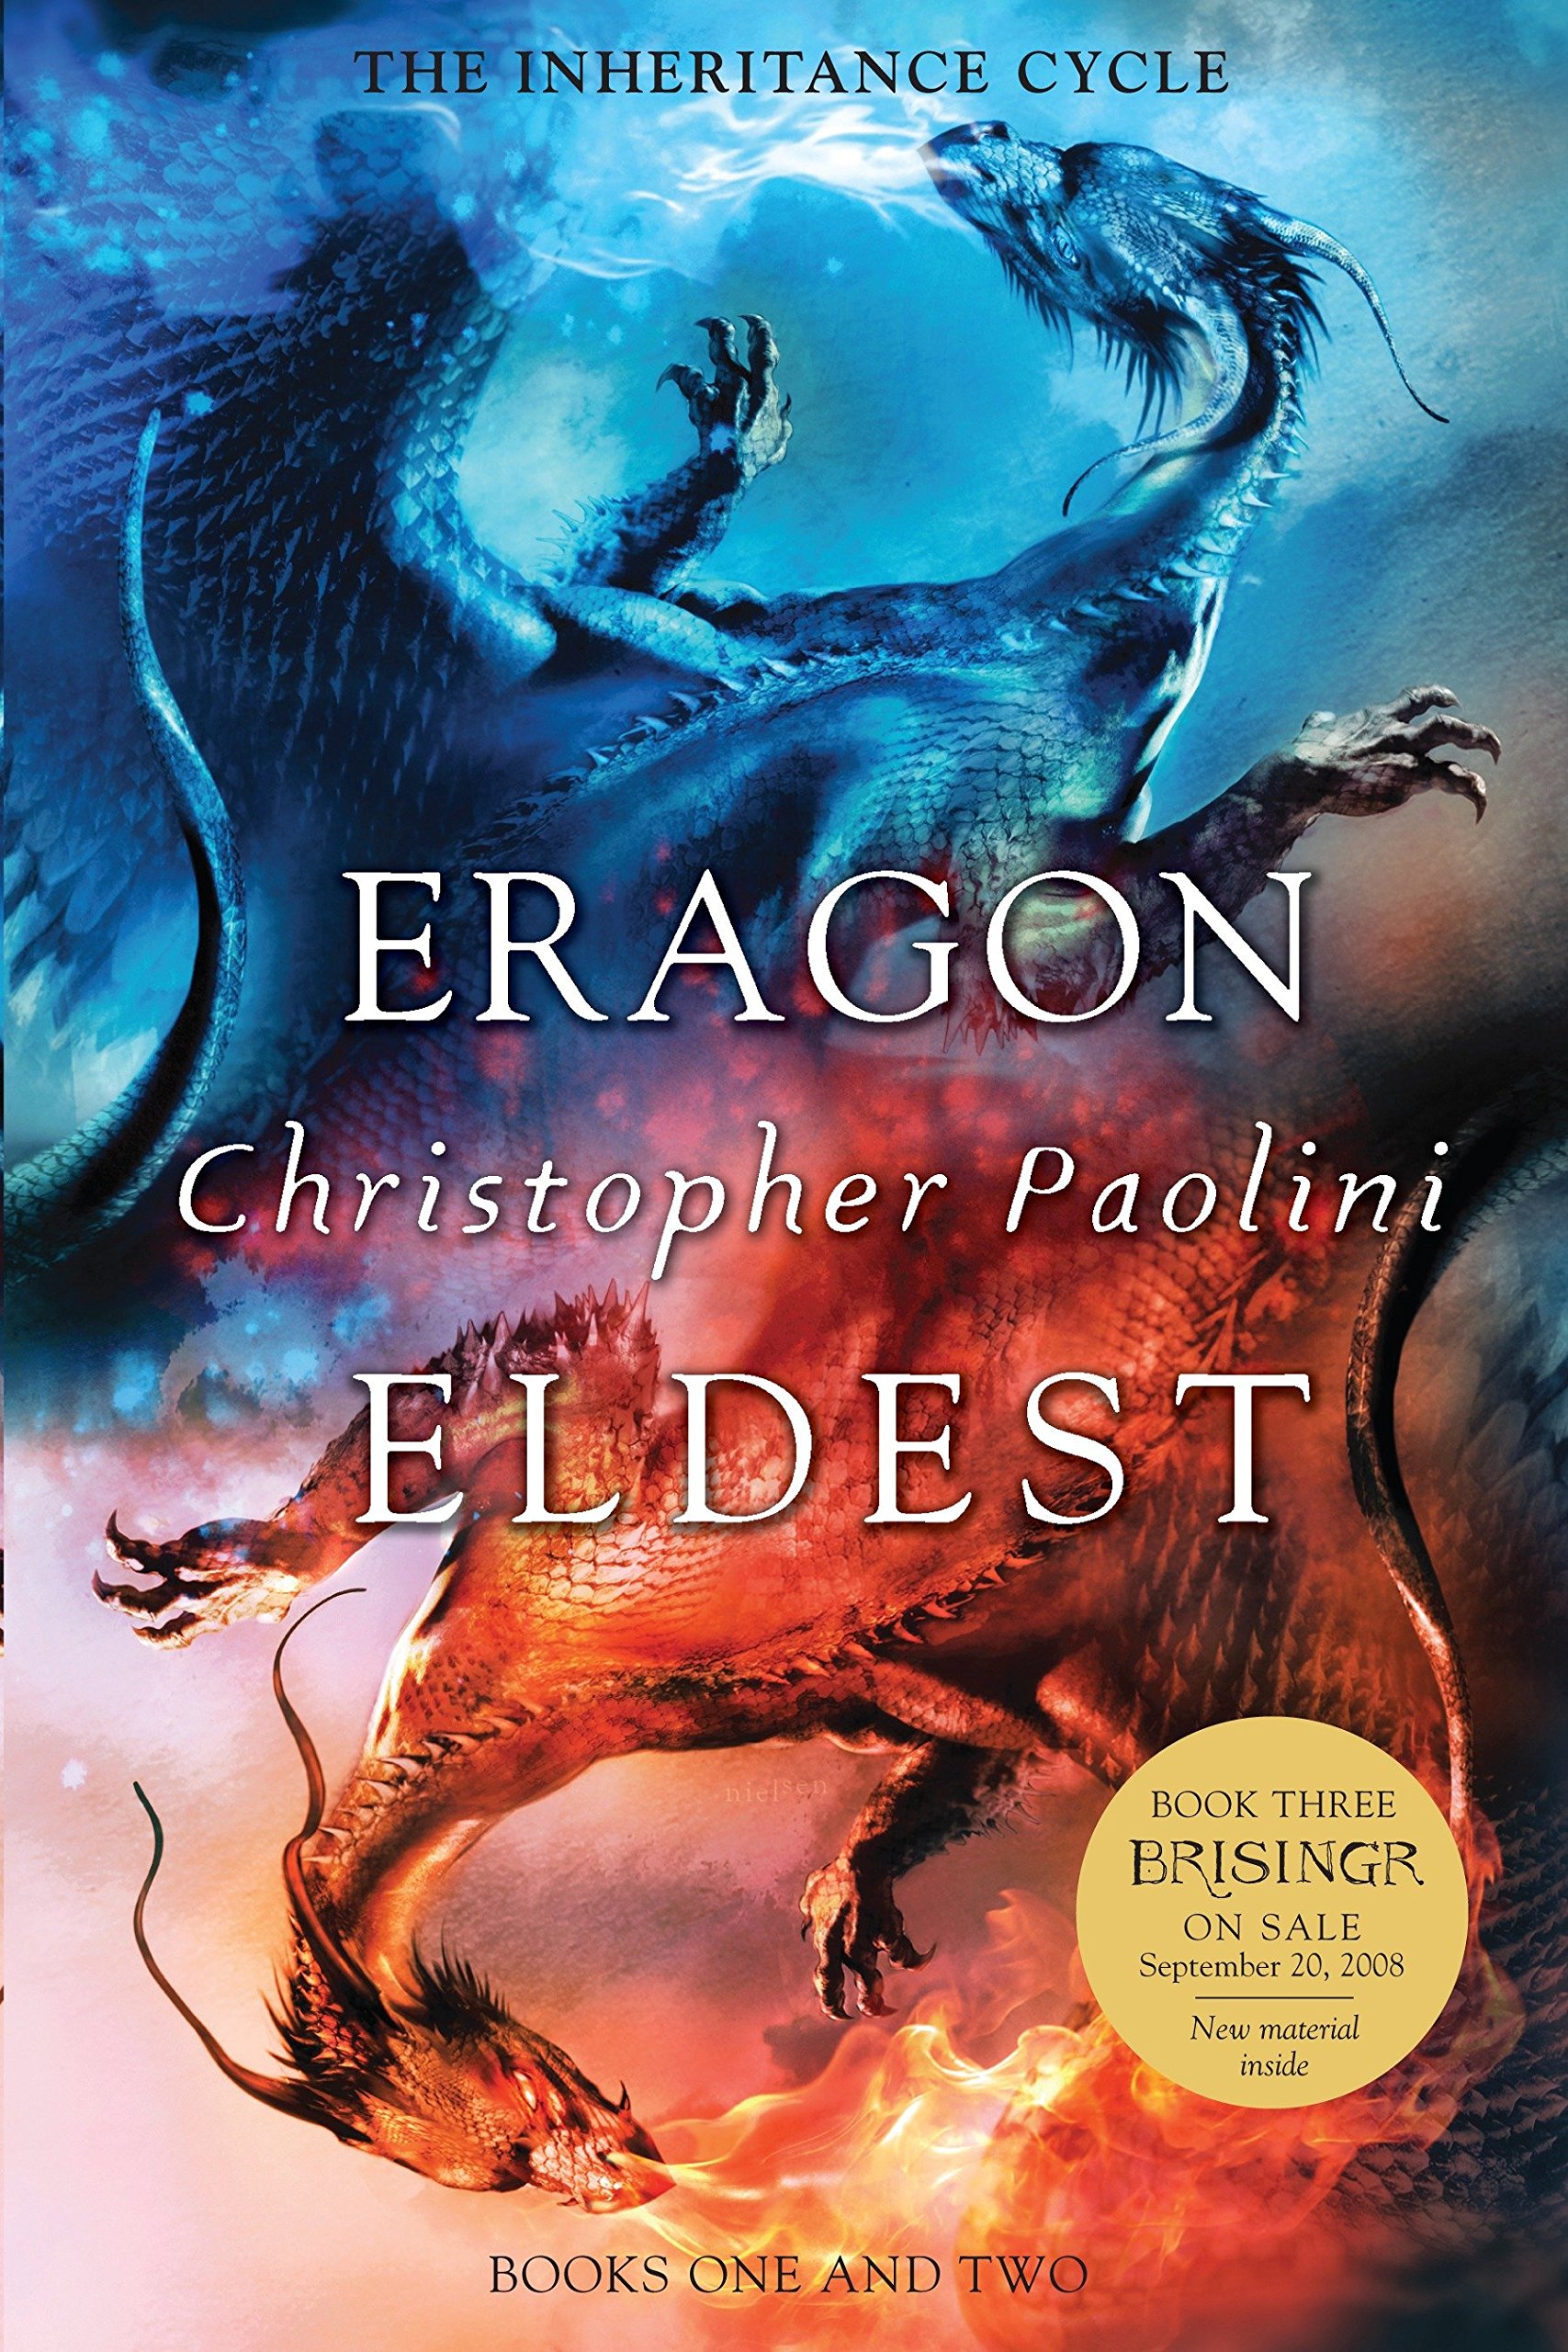 THE INHERITANCE CYCLE
ERAGON
Christopher Paolini
ELDEST
nielsen
BOOK THREE
BRISINGR
ON SALE
September 20, 2008
New material
inside
BOOKS ONE AND TWO